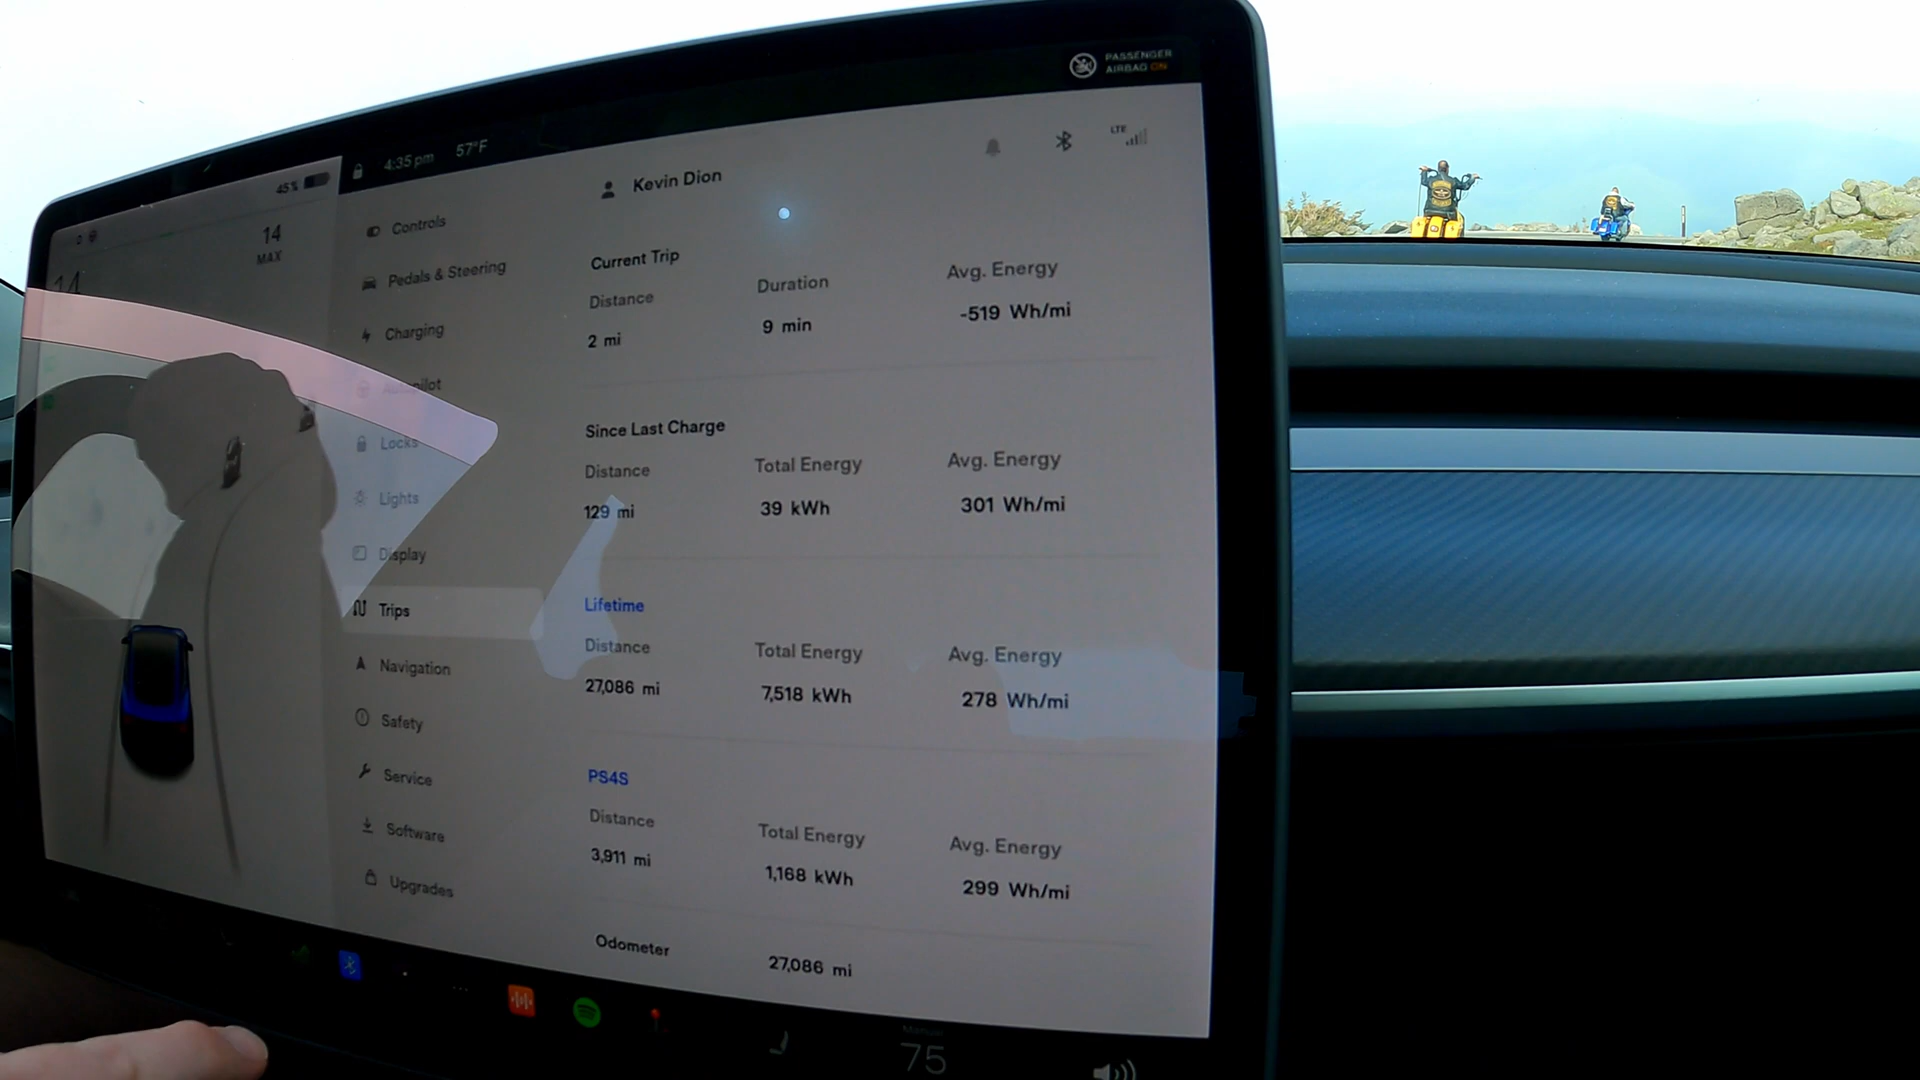 PASSENGER
AIRBAG ON
4:35 pm 57°F
LTE
45%
Kevin Dion
14
MAX
14
Controls
Pedals & Steering
Charging
Autopilot
Locks
Lights
Display
Trips
Navigation
Safety
Service
Software
Upgrades
Current Trip
Distance Duration Avg. Energy
2 mi 9 min -519 Wh/mi
Since Last Charge
Distance Total Energy Avg. Energy
129 mi 39 kWh 301 Wh/mi
Lifetime
Distance Total Energy Avg. Energy
27,086 mi 7,518 kWh 278 Wh/mi
PS4S
Distance Total Energy Avg. Energy
3,911 mi 1,168 kWh 299 Wh/mi
Odometer 27,086 mi
Manual
75